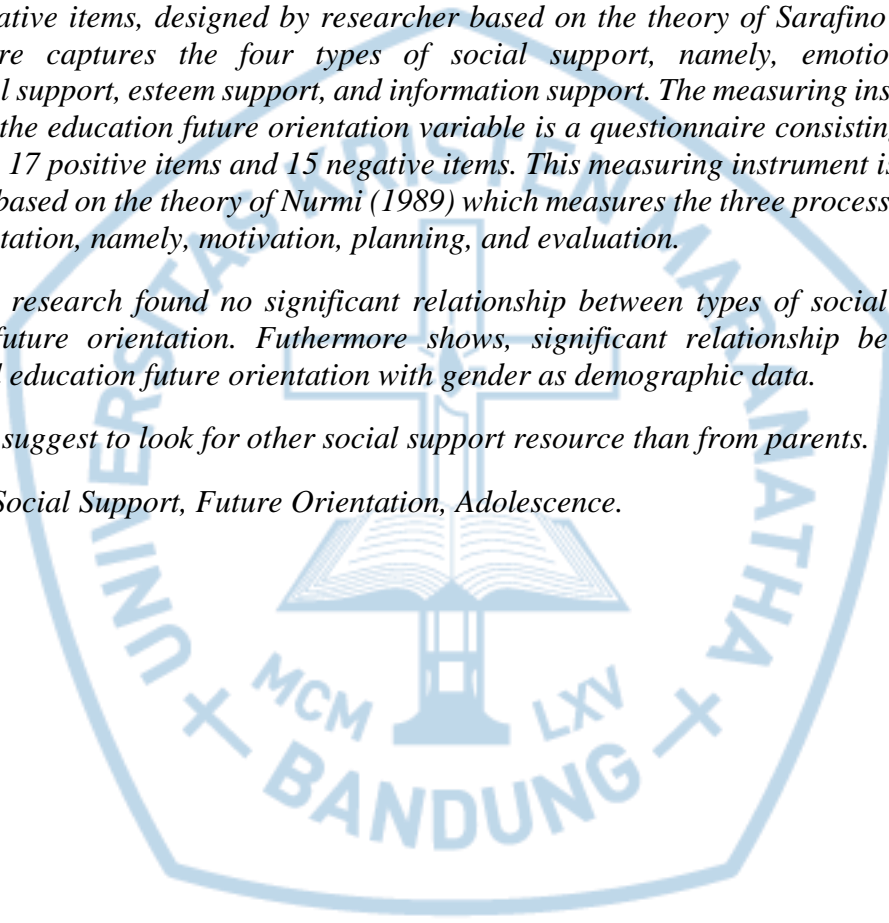 ative items, designed by researcher based on the theory of Sarafino
re captures the four types of social support, namely, emotio
l support, esteem support, and information support. The measuring ins
the education future orientation variable is a questionnaire consisting
17 positive items and 15 negative items. This measuring instrument is
based on the theory of Nurmi (1989) which measures the three process
tation, namely, motivation, planning, and evaluation.
research found no significant relationship between types of social
future orientation. Futhermore shows, significant relationship be
l education future orientation with gender as demographic data.
suggest to look for other social support resource than from parents.
Social Support, Future Orientation, Adolescence.
UNIVERSITAS KRISTEN MARANATHA
MCM LXV
BANDUNG